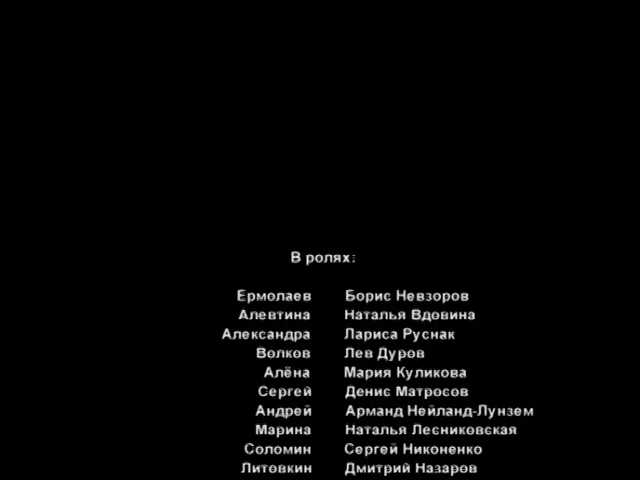 В ролях:
Ермолаев Борис Невзоров
Алевтина Наталья Вдовина
Александра Лариса Руснак
Волков Лев Дуров
Алёна Мария Куликова
Сергей Денис Матросов
Андрей Арманд Нейланд-Лунзем
Марина Наталья Лесниковская
Соломин Сергей Никоненко
Литовкин Дмитрий Назаров